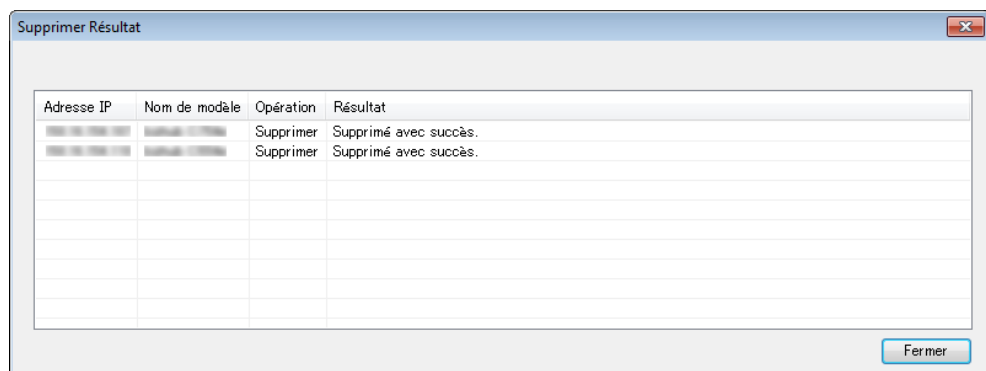 Supprimer Résultat
Adresse IP Nom de modèle Opération Résultat
Supprimer Supprimé avec succès.
Supprimer Supprimé avec succès.
Fermer